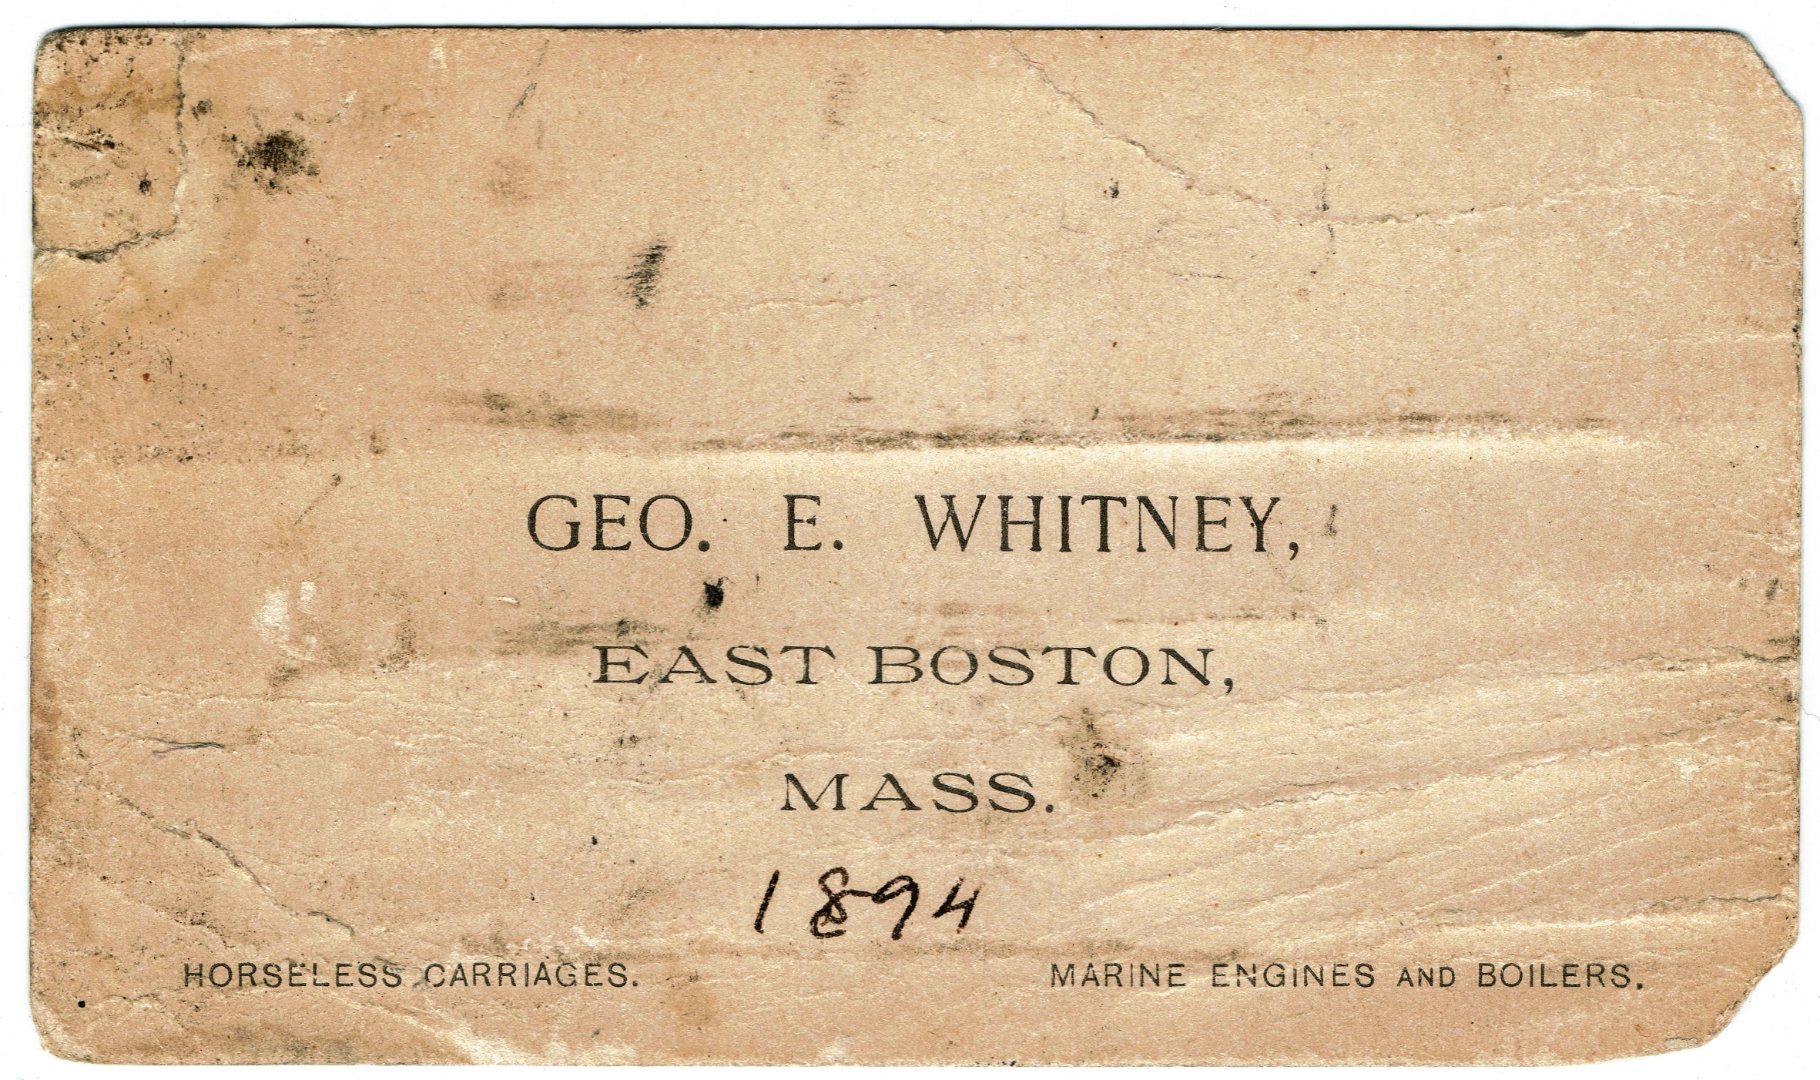 GEO. E. WHITNEY,
EAST BOSTON,
MASS.
1894
HORSELESS CARRIAGES.
MARINE ENGINES AND BOILERS.